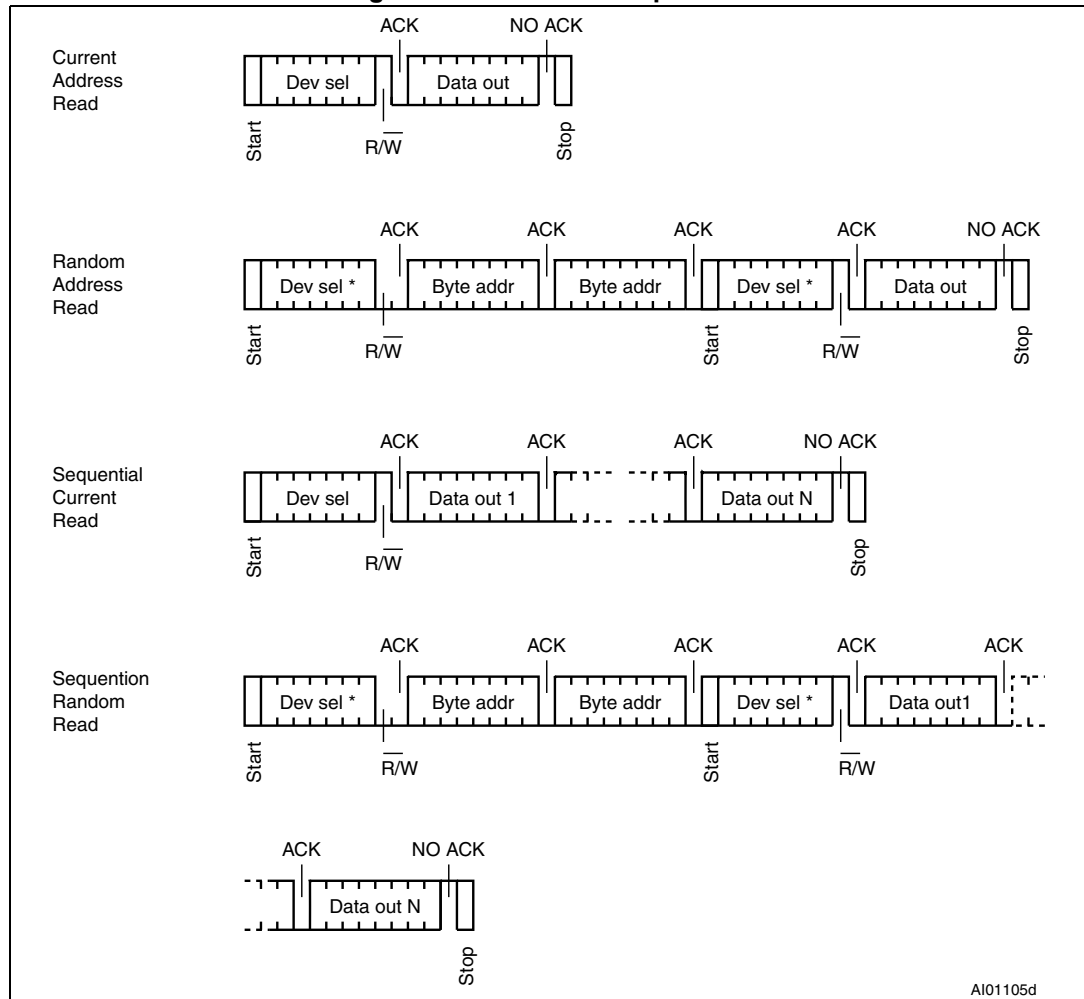 ACK NO ACK
Current
Address
Read
Dev sel Data out
Start R/W Stop
ACK ACK ACK ACK NO ACK
Random
Address
Read
Dev sel * Byte addr Byte addr Dev sel * Data out
Start R/W Start R/W Stop
ACK ACK ACK NO ACK
Sequential
Current
Read
Dev sel Data out 1 Data out N
Start R/W Stop
ACK ACK ACK ACK ACK
Sequention
Random
Read
Dev sel * Byte addr Byte addr Dev sel * Data out1
Start R/W Start R/W
ACK NO ACK
Data out N
Stop
AI01105d